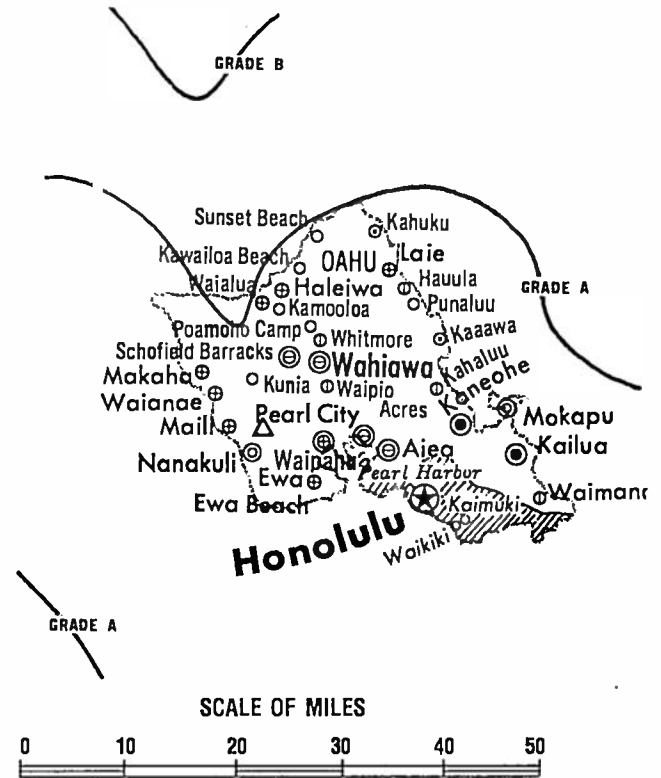 GRADE B
Sunset Beach
Kahuku
Kawailoa Beach
OAHU
Laie
Waialua
Haleiwa
Hauula
GRADE A
Kamooloa
Punaluu
Poamoho Camp
Whitmore
Kaaawa
Schofield Barracks
Wahiawa
Kahaluu
Makaha
Kunia
Waipio
Kaneohe
Waianae
Acres
Pearl City
Mokapu
Maili
Kailua
Nanakuli
Waipahu
Aiea
Pearl Harbor
Ewa
Waimano
Ewa Beach
Kaimuki
Honolulu
Waikiki
GRADE A
SCALE OF MILES
0 10 20 30 40 50